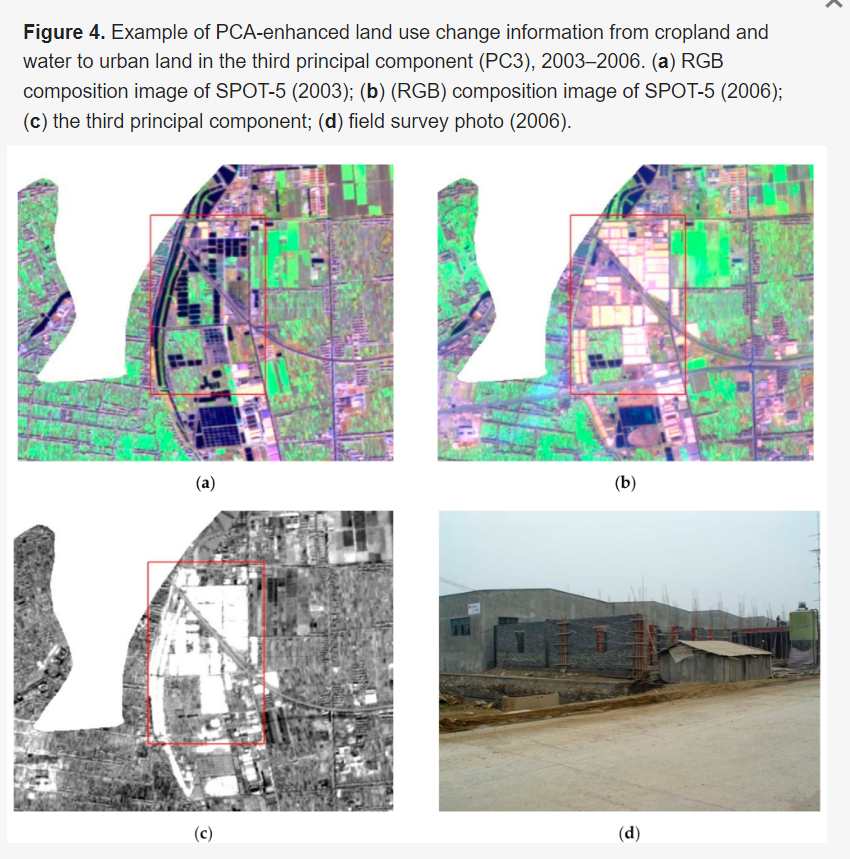 Figure 4. Example of PCA-enhanced land use change information from cropland and
water to urban land in the third principal component (PC3), 2003–2006. (a) RGB
composition image of SPOT-5 (2003); (b) (RGB) composition image of SPOT-5 (2006);
(c) the third principal component; (d) field survey photo (2006).
(a)
(b)
(c)
(d)